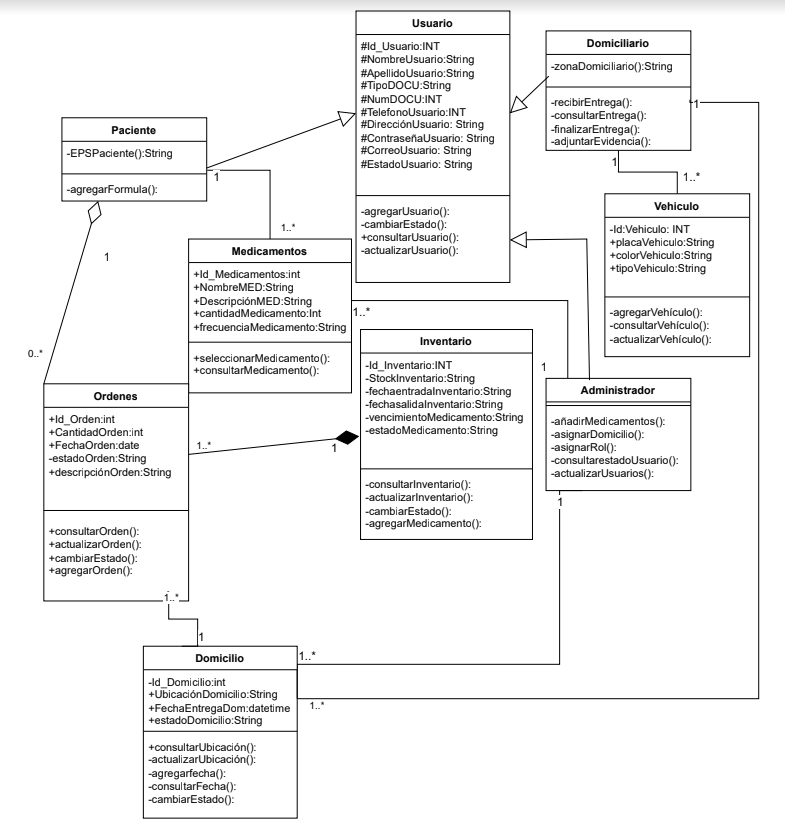 Usuario
#Id_Usuario:INT
#NombreUsuario:String
#ApellidoUsuario:String
#TipoDOCU:String
#NumDOCU:INT
#TelefonoUsuario:INT
#DirecciónUsuario: String
#ContraseñaUsuario: String
#CorreoUsuario: String
#EstadoUsuario: String
-agregarUsuario():
-cambiarEstado():
+consultarUsuario():
-actualizarUsuario():
Domiciliario
-zonaDomiciliario():String
-recibirEntrega():
-consultarEntrega():
-finalizarEntrega():
-adjuntarEvidencia():
1
1
1..*
Paciente
-EPSPaciente():String
-agregarFormula():
1
1..*
1
0..*
Vehiculo
-Id:Vehiculo: INT
+placaVehiculo:String
+colorVehiculo:String
+tipoVehiculo:String
-agregarVehículo():
-consultarVehículo():
-actualizarVehículo():
Medicamentos
+Id_Medicamentos:int
+NombreMED:String
+DescripciónMED:String
+cantidadMedicamento:Int
+frecuenciaMedicamento:String
+seleccionarMedicamento():
+consultarMedicamento():
1..*
1
Inventario
-Id_Inventario:INT
-StockInventario:String
-fechaentradaInventario:String
-fechasalidaInventario:String
-vencimientoMedicamento:String
-estadoMedicamento:String
-consultarInventario():
-actualizarInventario():
-cambiarEstado():
-agregarMedicamento():
Administrador
-añadirMedicamentos():
-asignarDomicilio():
-asignarRol():
-consultarestadoUsuario():
-actualizarUsuarios():
1
Ordenes
+Id_Orden:int
+CantidadOrden:int
+FechaOrden:date
-estadoOrden:String
+descripciónOrden:String
+consultarOrden():
+actualizarOrden():
+cambiarEstado():
+agregarOrden():
1..*
1
1..*
1
Domicilio
-Id_Domicilio:int
+UbicaciónDomicilio:String
+FechaEntregaDom:datetime
+estadoDomicilio:String
+consultarUbicación():
-actualizarUbicación():
-agregarfecha():
-consultarFecha():
-cambiarEstado():
1..*
1..*